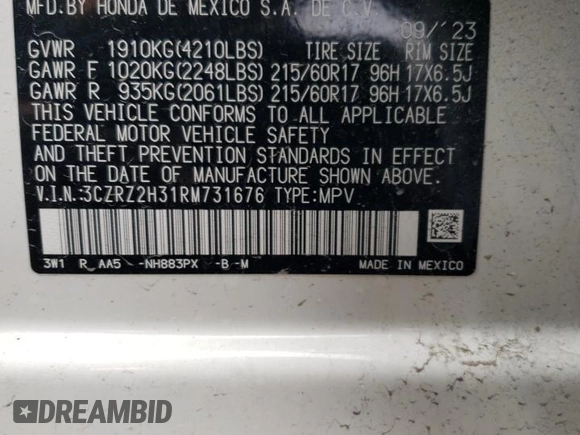 MFD.BY HONDA DE MEXICO S.A. DE C.V.
09/'23
GVWR 1910KG(4210LBS) TIRE SIZE RIM SIZE
GAWR F 1020KG(2248LBS) 215/60R17 96H 17X6.5J
GAWR R 935KG(2061LBS) 215/60R17 96H 17X6.5J
THIS VEHICLE CONFORMS TO ALL APPLICABLE
FEDERAL MOTOR VEHICLE SAFETY
AND THEFT PREVENTION STANDARDS IN EFFECT
ON THE DATE OF MANUFACTURE SHOWN ABOVE.
V.I.N.:3CZRZ2H31RM731676 TYPE:MPV
3W1 R AA5 -NH883PX -B -M MADE IN MEXICO
DREAMBID